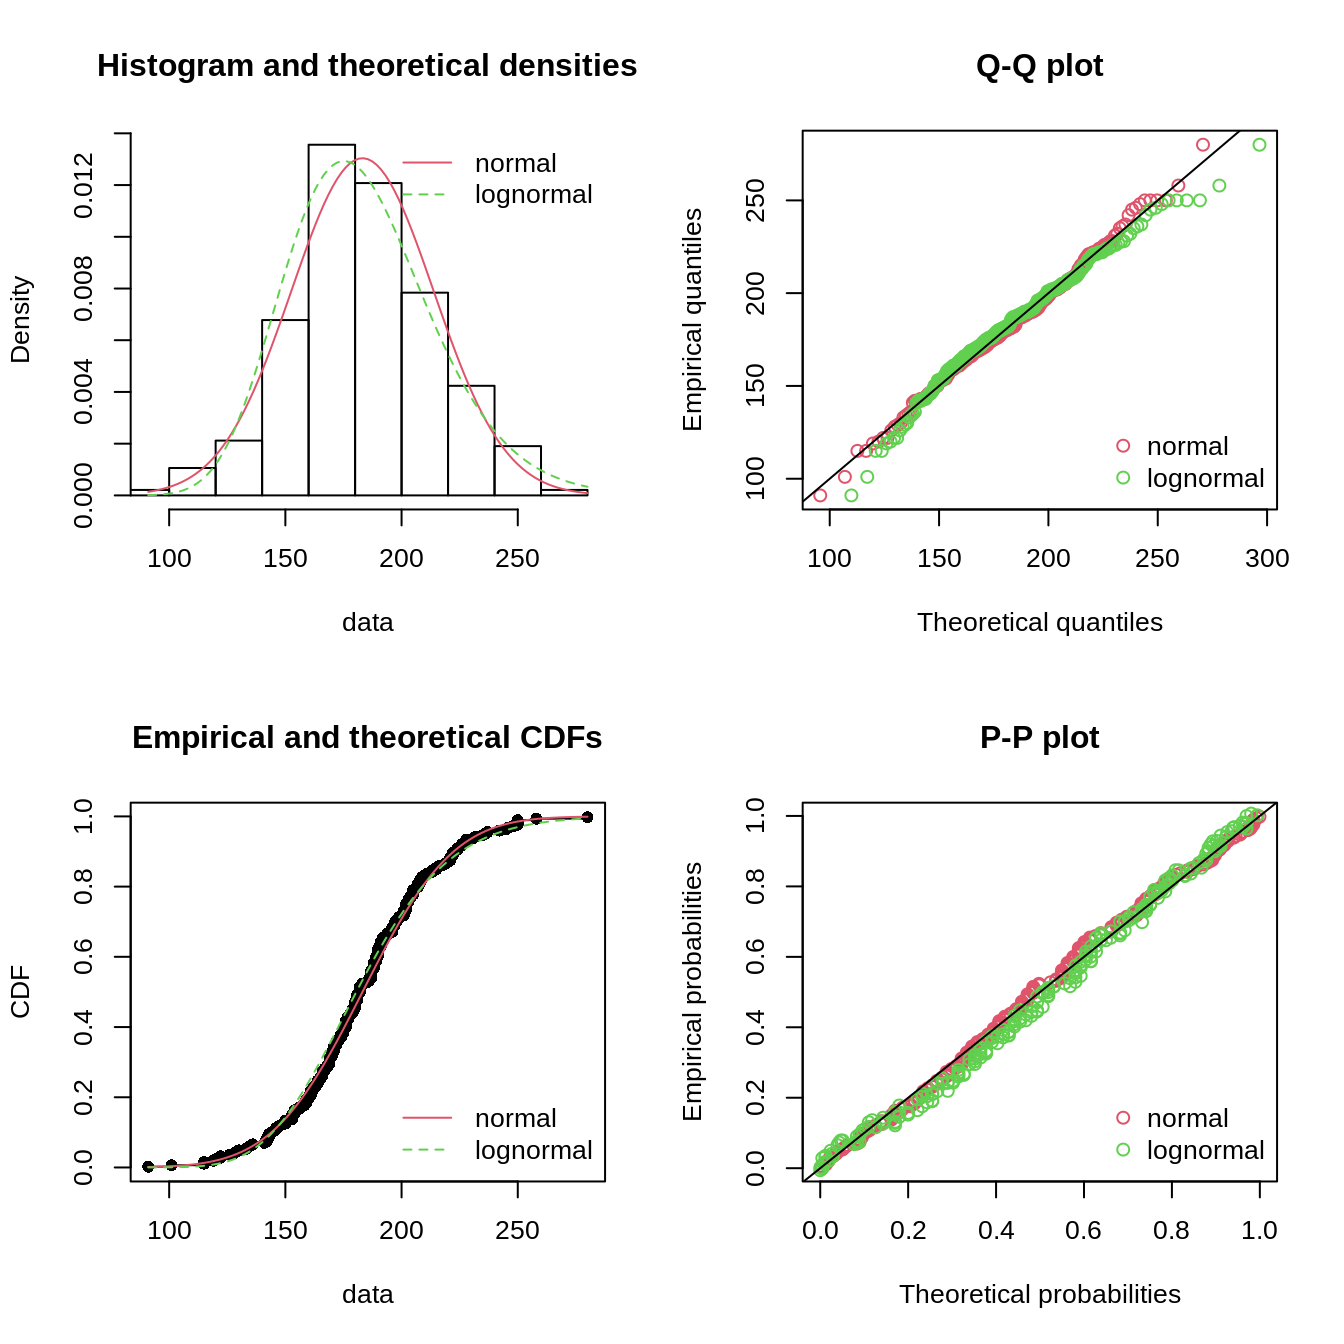 Histogram and theoretical densities
normal
lognormal
Density
0.000
0.004
0.008
0.012
100 150 200 250
data
Q-Q plot
Empirical quantiles
100
150
200
250
normal
lognormal
100 150 200 250 300
Theoretical quantiles
Empirical and theoretical CDFs
CDF
0.0
0.2
0.4
0.6
0.8
1.0
normal
lognormal
100 150 200 250
data
P-P plot
Empirical probabilities
0.0
0.2
0.4
0.6
0.8
1.0
normal
lognormal
0.0 0.2 0.4 0.6 0.8 1.0
Theoretical probabilities